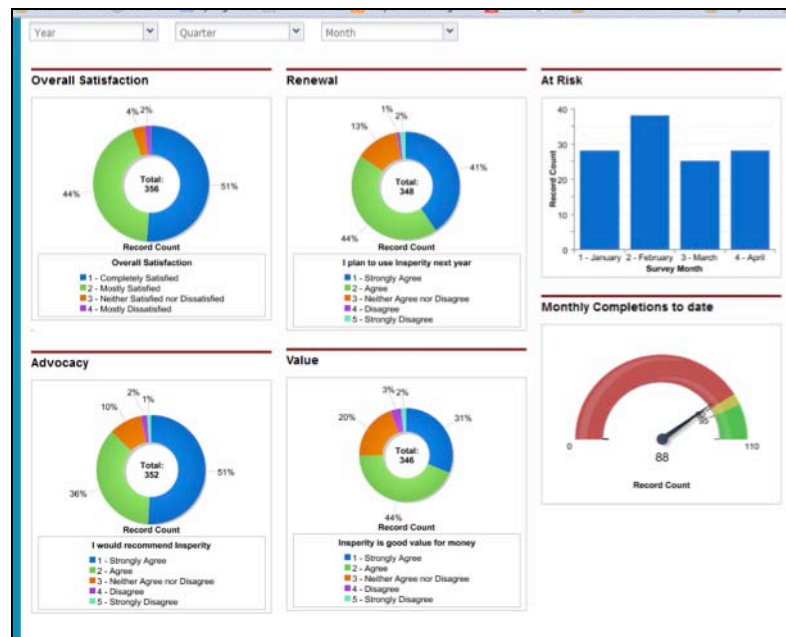 Year
Quarter
Month
Overall Satisfaction
4%
2%
44%
51%
Total:
356
Record Count
Overall Satisfaction
1 - Completely Satisfied
2 - Mostly Satisfied
3 - Neither Satisfied nor Dissatisfied
4 - Mostly Dissatisfied
Renewal
1%
2%
13%
41%
44%
Total:
348
Record Count
I plan to use Insperity next year
1 - Strongly Agree
2 - Agree
3 - Neither Agree nor Disagree
4 - Disagree
5 - Strongly Disagree
At Risk
Record Count
40
30
20
10
0
1 - January
2 - February
3 - March
4 - April
Survey Month
Advocacy
2%
1%
10%
51%
36%
Total:
352
Record Count
I would recommend Insperity
1 - Strongly Agree
2 - Agree
3 - Neither Agree nor Disagree
4 - Disagree
5 - Strongly Disagree
Value
3%
2%
20%
31%
44%
Total:
346
Record Count
Insperity is good value for money
1 - Strongly Agree
2 - Agree
3 - Neither Agree nor Disagree
4 - Disagree
5 - Strongly Disagree
Monthly Completions to date
95
0
110
88
Record Count